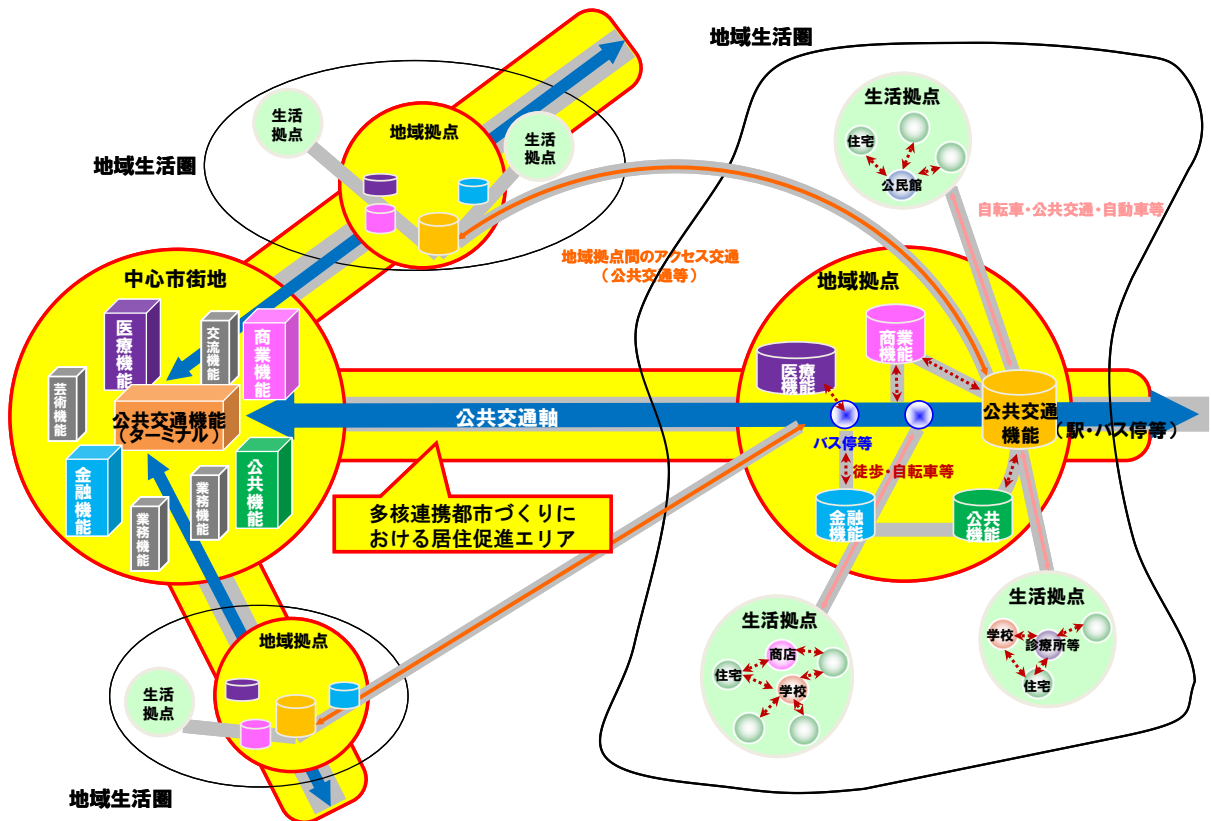 地域生活圏
生活拠点
住宅
公民館
自転車・公共交通・自動車等
生活
拠点
地域拠点
生活
拠点
地域生活圏
地域拠点間のアクセス交通
（公共交通等）
中心市街地
医療機能
交流機能
商業機能
芸術機能
公共交通機能
（ターミナル）
金融機能
業務機能
業務機能
公共機能
公共交通軸
多核連携都市づくりに
おける居住促進エリア
地域拠点
商業
機能
医療
機能
バス停等
公共交通
機能
（駅・バス停等）
徒歩・自転車等
金融
機能
公共
機能
生活拠点
商店
住宅
学校
生活拠点
学校
診療所等
住宅
地域拠点
生活
拠点
地域生活圏